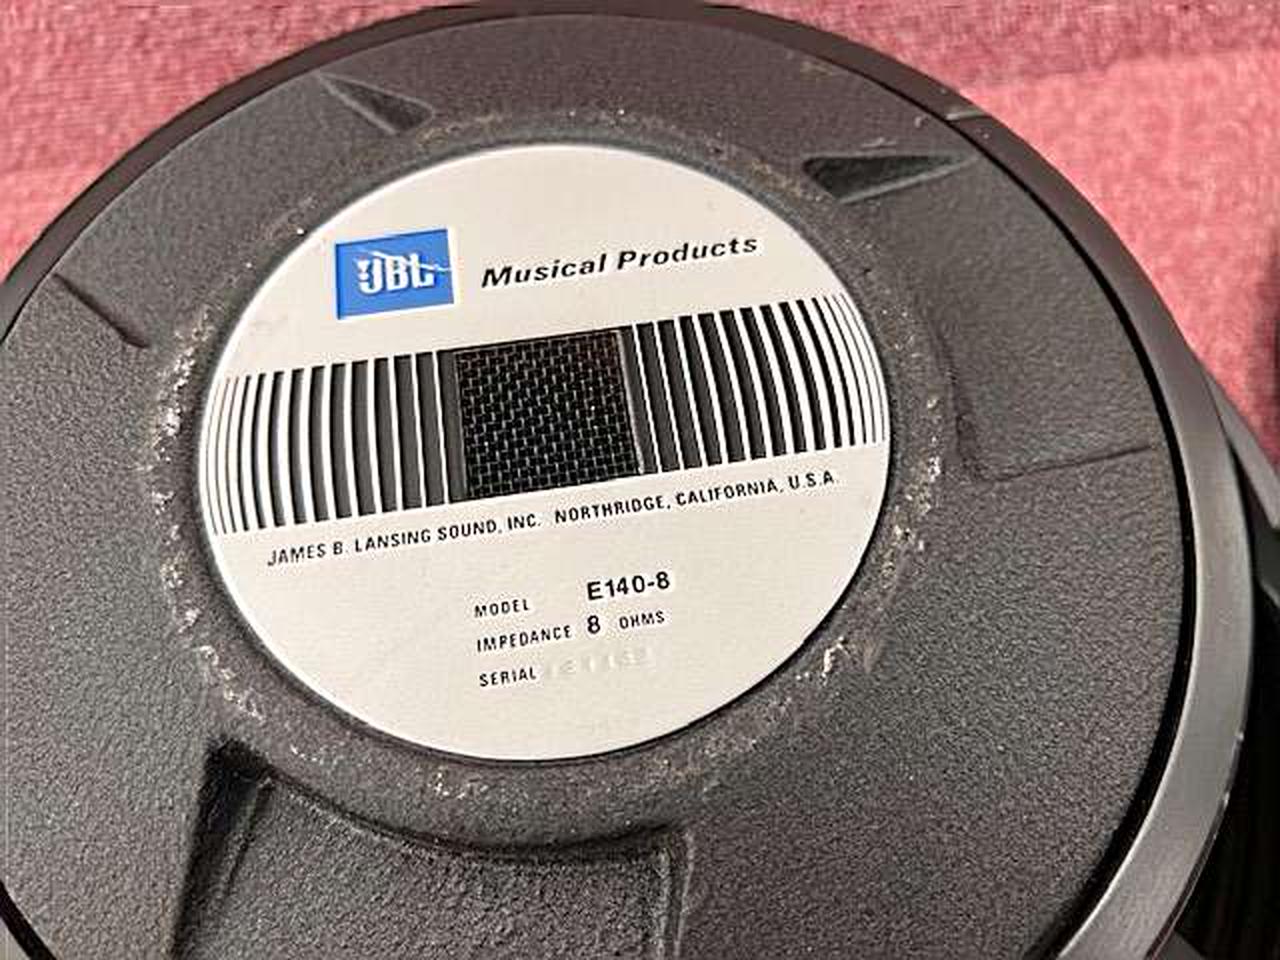 JBL
Musical Products
JAMES B. LANSING SOUND, INC. NORTHRIDGE, CALIFORNIA, U.S.A.
MODEL E140-8
IMPEDANCE 8 OHMS
SERIAL